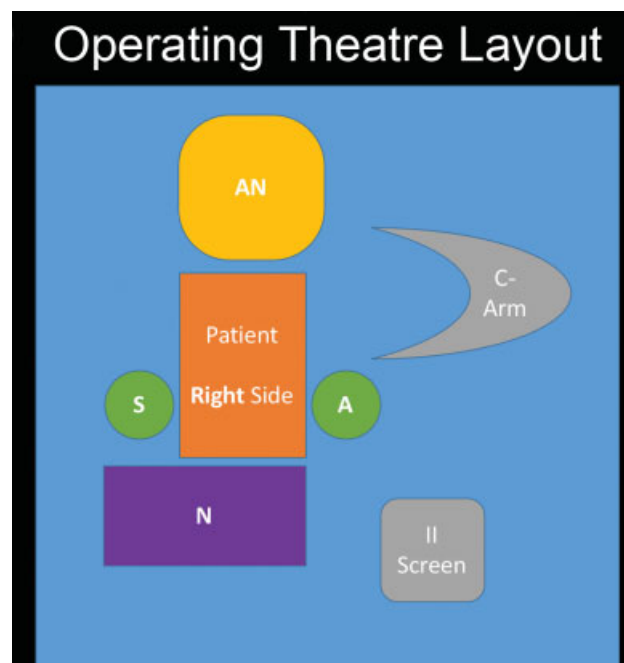 Operating Theatre Layout
AN
C-
Arm
Patient
Right Side
S
A
N
II
Screen